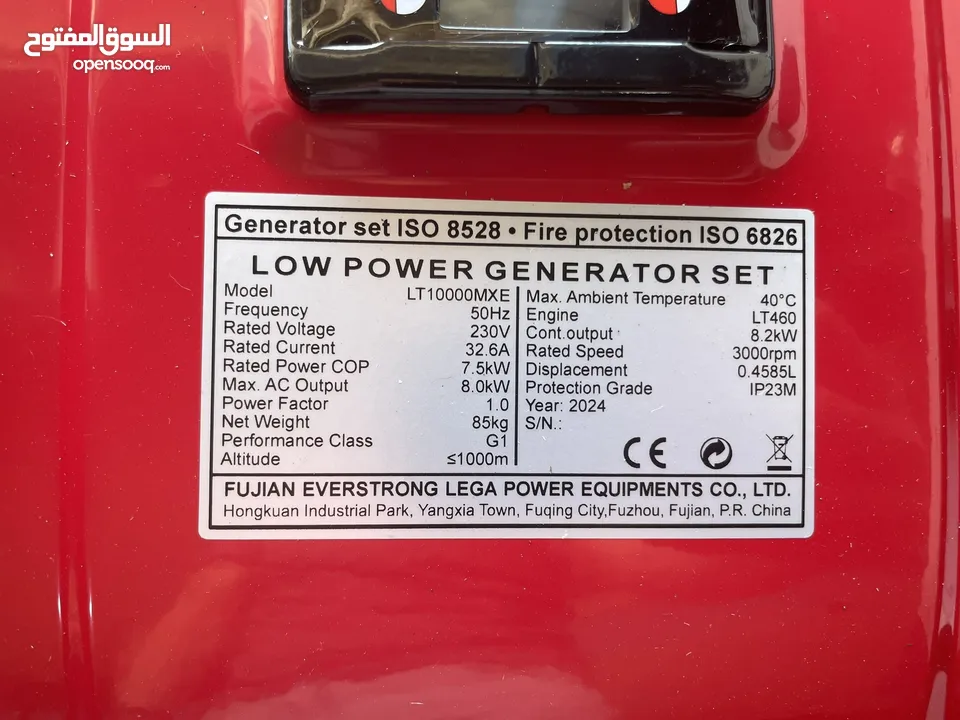 السوق المفتوح
opensooq.com
Generator set ISO 8528 • Fire protection ISO 6826
LOW POWER GENERATOR SET
Model LT10000MXE
Frequency 50Hz
Rated Voltage 230V
Rated Current 32.6A
Rated Power COP 7.5kW
Max. AC Output 8.0kW
Power Factor 1.0
Net Weight 85kg
Performance Class G1
Altitude ≤1000m
Max. Ambient Temperature 40°C
Engine LT460
Cont.output 8.2kW
Rated Speed 3000rpm
Displacement 0.4585L
Protection Grade IP23M
Year: 2024
S/N.:
CE
FUJIAN EVERSTRONG LEGA POWER EQUIPMENTS CO., LTD.
Hongkuan Industrial Park, Yangxia Town, Fuqing City,Fuzhou, Fujian, P.R. China